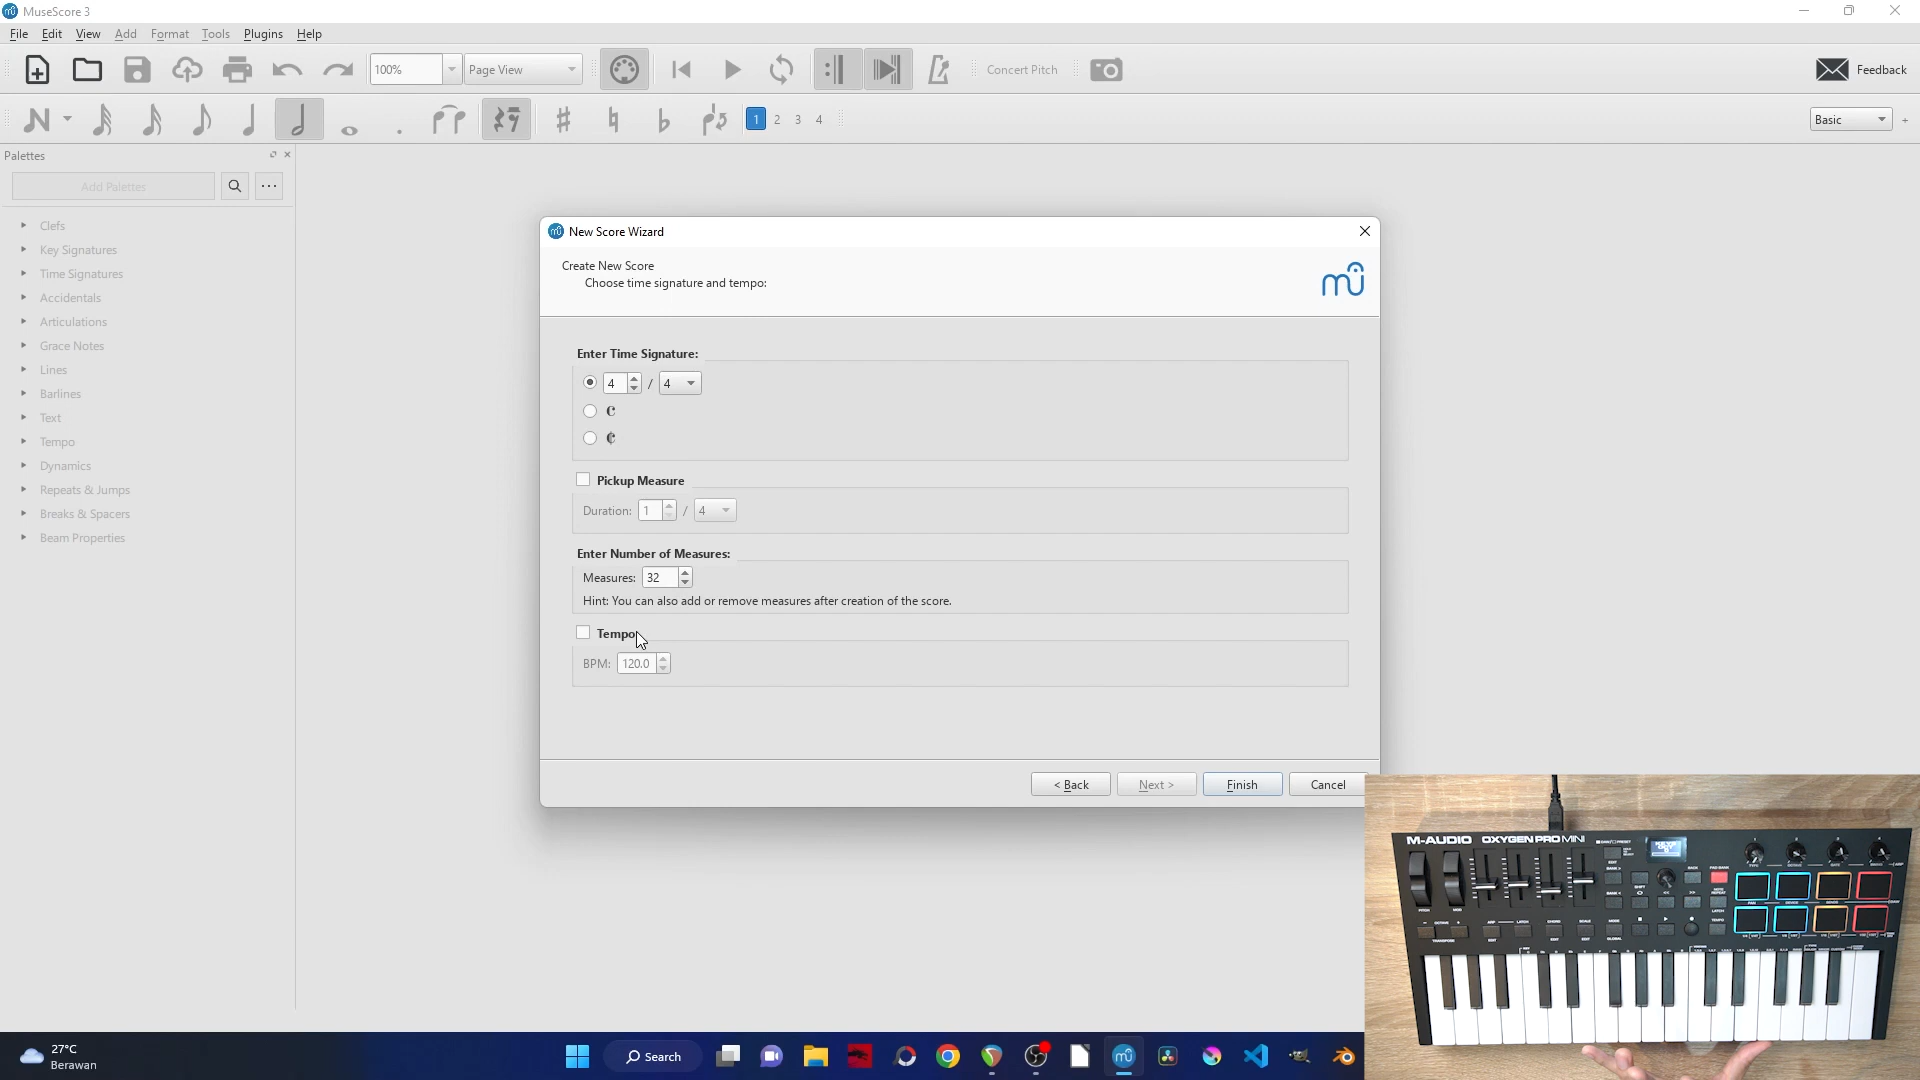 MuseScore 3
File Edit View Add Format Tools Plugins Help
100% Page View Concert Pitch Feedback
1 2 3 4 Basic +
Palettes
Add Palettes ...
Clefs
Key Signatures
Time Signatures
Accidentals
Articulations
Grace Notes
Lines
Barlines
Text
Tempo
Dynamics
Repeats & Jumps
Breaks & Spacers
Beam Properties
New Score Wizard
Create New Score
Choose time signature and tempo:
Enter Time Signature:
4 / 4
Pickup Measure
Duration: 1 / 4
Enter Number of Measures:
Measures: 32
Hint: You can also add or remove measures after creation of the score.
Tempo
BPM: 120.0
< Back Next > Finish Cancel
M-AUDIO OXYGEN PRO MINI
27°C
Berawan
Search